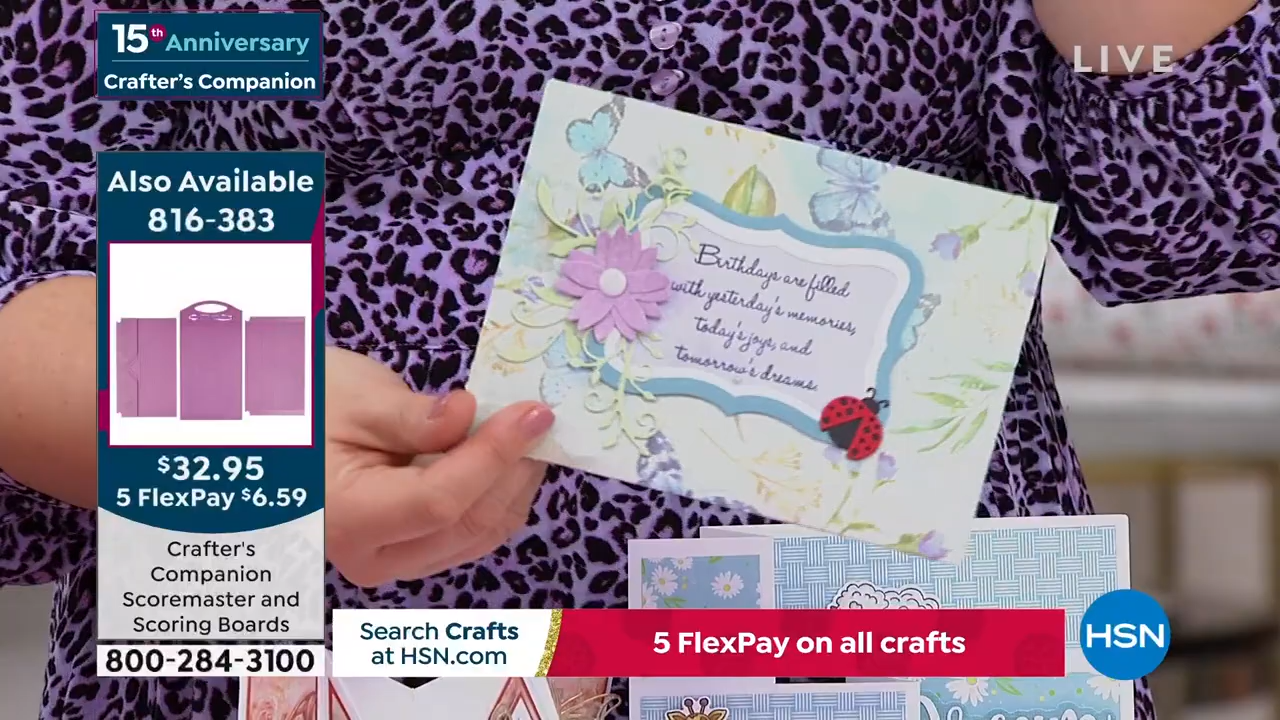 15th Anniversary
Crafter's Companion
LIVE
Also Available
816-383
$32.95
5 FlexPay $6.59
Crafter's
Companion
Scoremaster and
Scoring Boards
800-284-3100
Birthdays are filled
with yesterday's memories,
today's joys, and
tomorrow's dreams.
Search Crafts
at HSN.com
5 FlexPay on all crafts
HSN